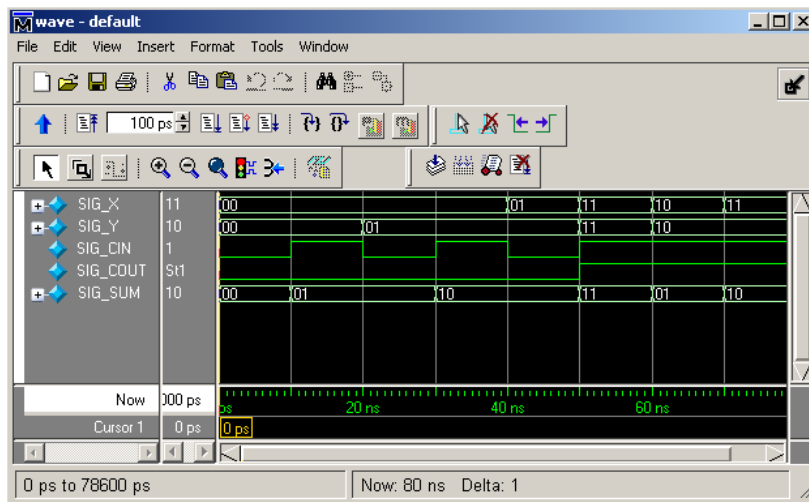 wave - default
File Edit View Insert Format Tools Window
100 ps
SIG_X 11 00 01 11 10 11
SIG_Y 10 00 01 11 10
SIG_CIN 1
SIG_COUT St1
SIG_SUM 10 00 01 10 11 01 10
Now 000 ps ps 20 ns 40 ns 60 ns
Cursor 1 0 ps 0 ps
0 ps to 78600 ps Now: 80 ns Delta: 1